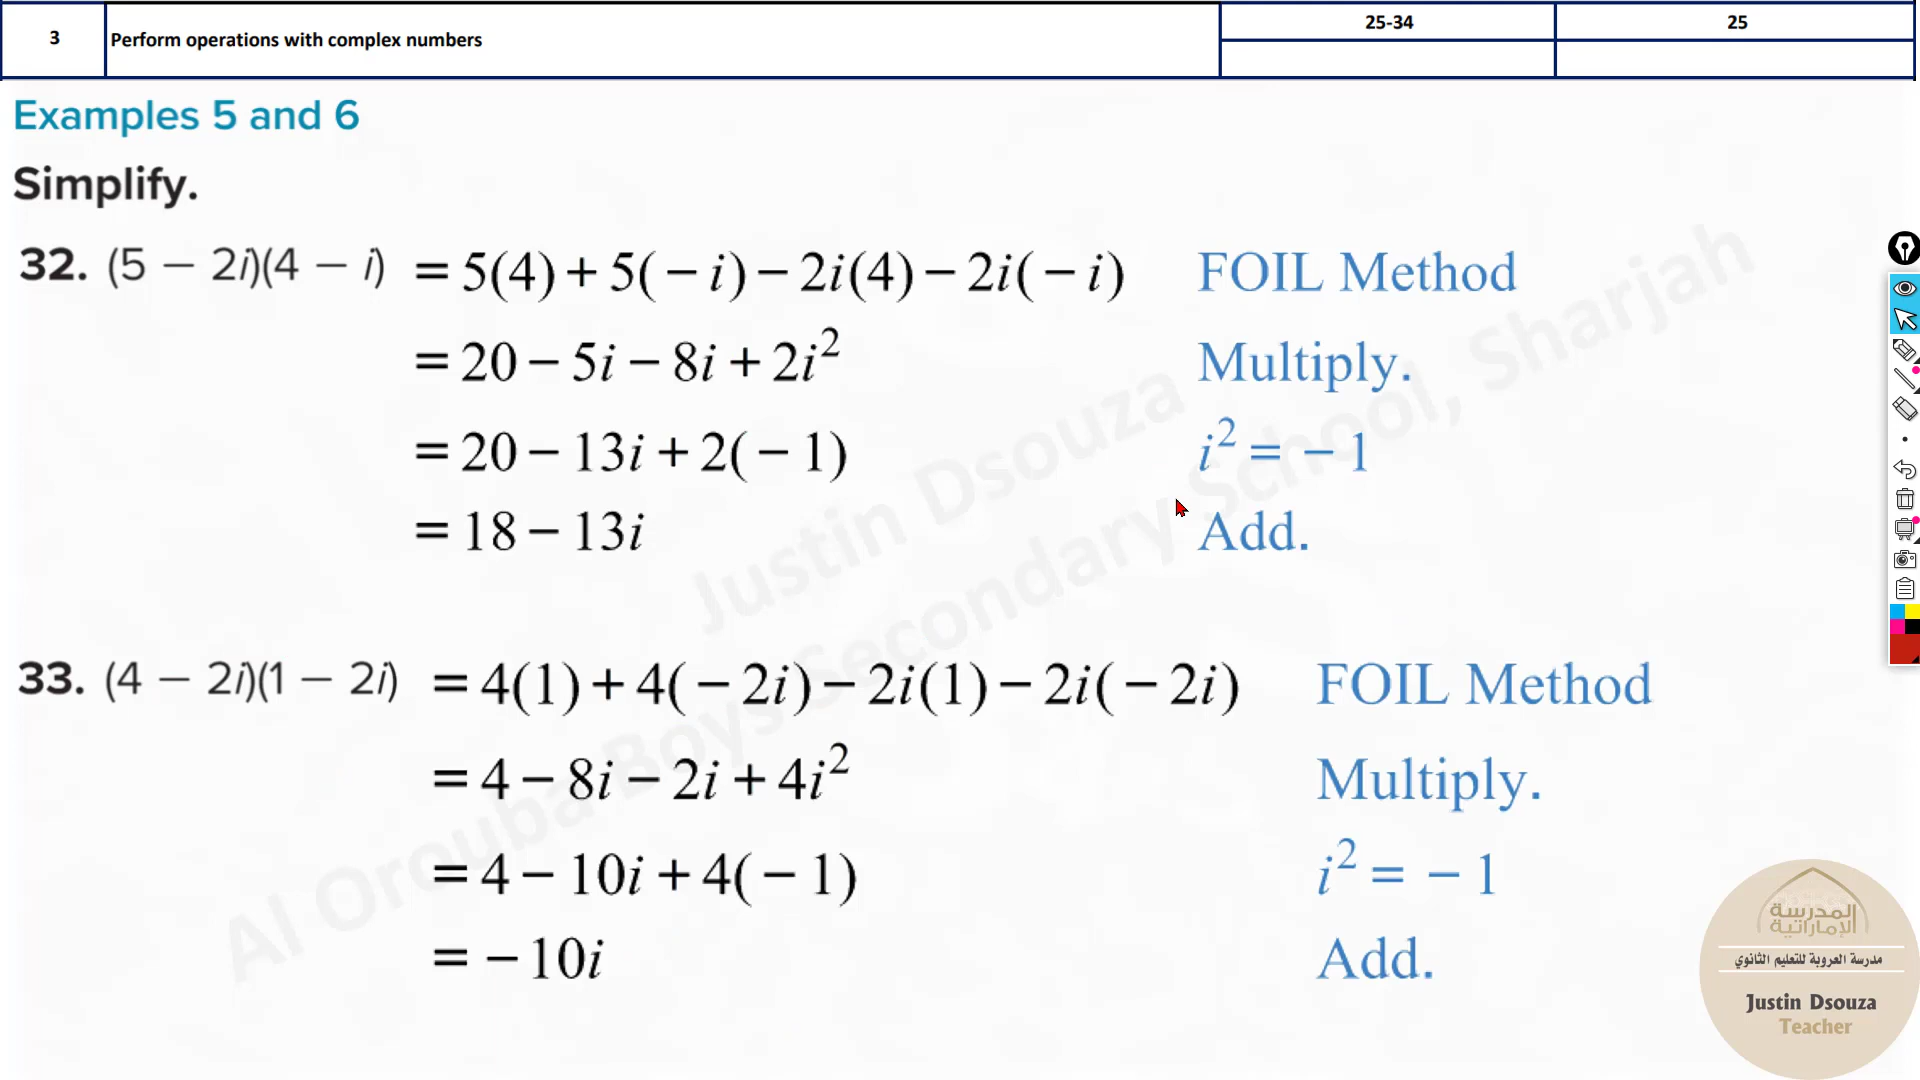 3 Perform operations with complex numbers 25-34 25
Examples 5 and 6
Simplify.
32. (5 − 2i)(4 − i) = 5(4) + 5(− i) − 2i(4) − 2i(− i) FOIL Method
= 20 − 5i − 8i + 2i² Multiply.
= 20 − 13i + 2(− 1) i² = − 1
= 18 − 13i Add.
33. (4 − 2i)(1 − 2i) = 4(1) + 4(− 2i) − 2i(1) − 2i(− 2i) FOIL Method
= 4 − 8i − 2i + 4i² Multiply.
= 4 − 10i + 4(− 1) i² = − 1
= − 10i Add.
Justin Dsouza
Al Orouba Boys Secondary School, Sharjah
المدرسة
الإماراتية
مدرسة العروبة للتعليم الثانوي
Justin Dsouza
Teacher